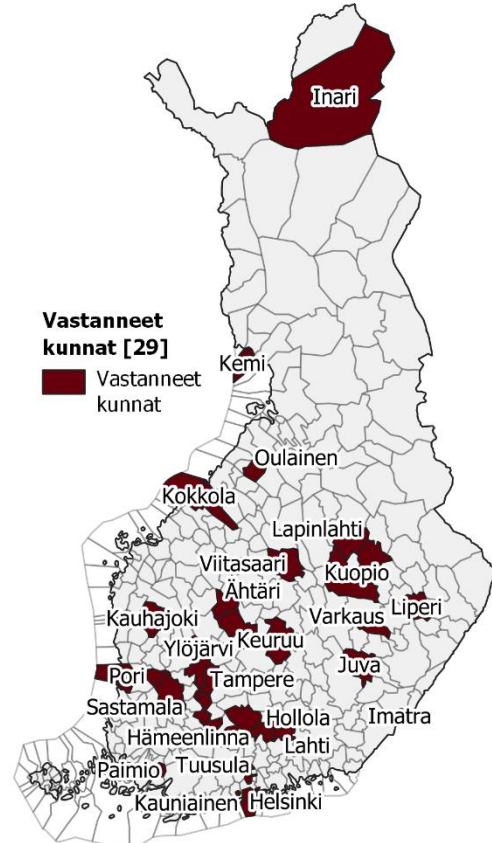 Inari
Vastanneet
kunnat [29]
Vastanneet
kunnat
Kemi
Oulainen
Kokkola
Lapinlahti
Viitasaari
Kuopio
Ähtäri
Liperi
Kauhajoki
Varkaus
Keuruu
Ylöjärvi
Juva
Pori
Tampere
Sastamala
Hollola
Imatra
Hämeenlinna
Lahti
Paimio
Tuusula
Kauniainen
Helsinki